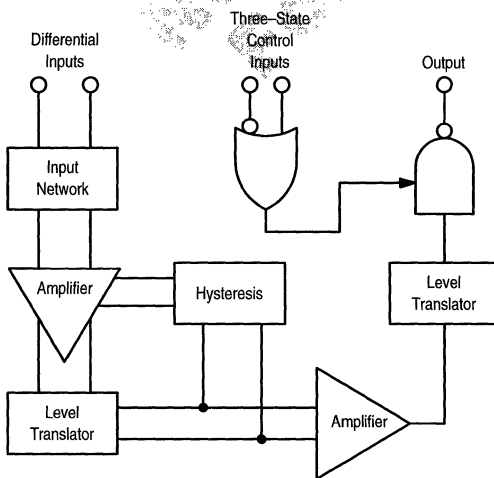 Differential
Inputs
Three–State
Control
Inputs
Output
Input
Network
Amplifier
Hysteresis
Level
Translator
Level
Translator
Amplifier